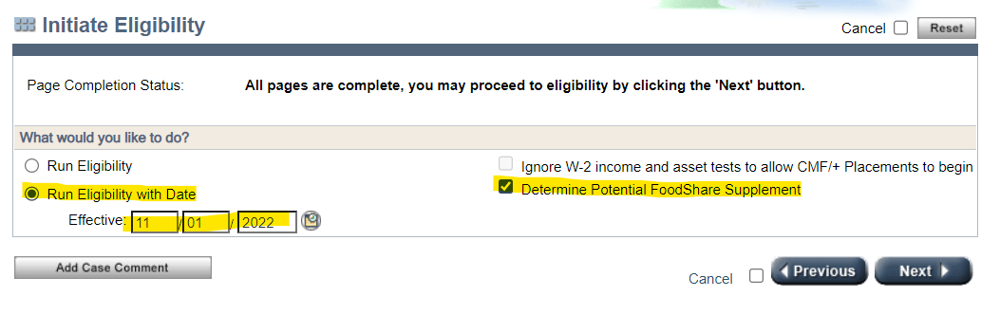 Initiate Eligibility
Cancel Reset
Page Completion Status: All pages are complete, you may proceed to eligibility by clicking the 'Next' button.
What would you like to do?
Run Eligibility
Ignore W-2 income and asset tests to allow CMF/+ Placements to begin
Run Eligibility with Date
Determine Potential FoodShare Supplement
Effective: 11 / 01 / 2022
Add Case Comment
Cancel Previous Next